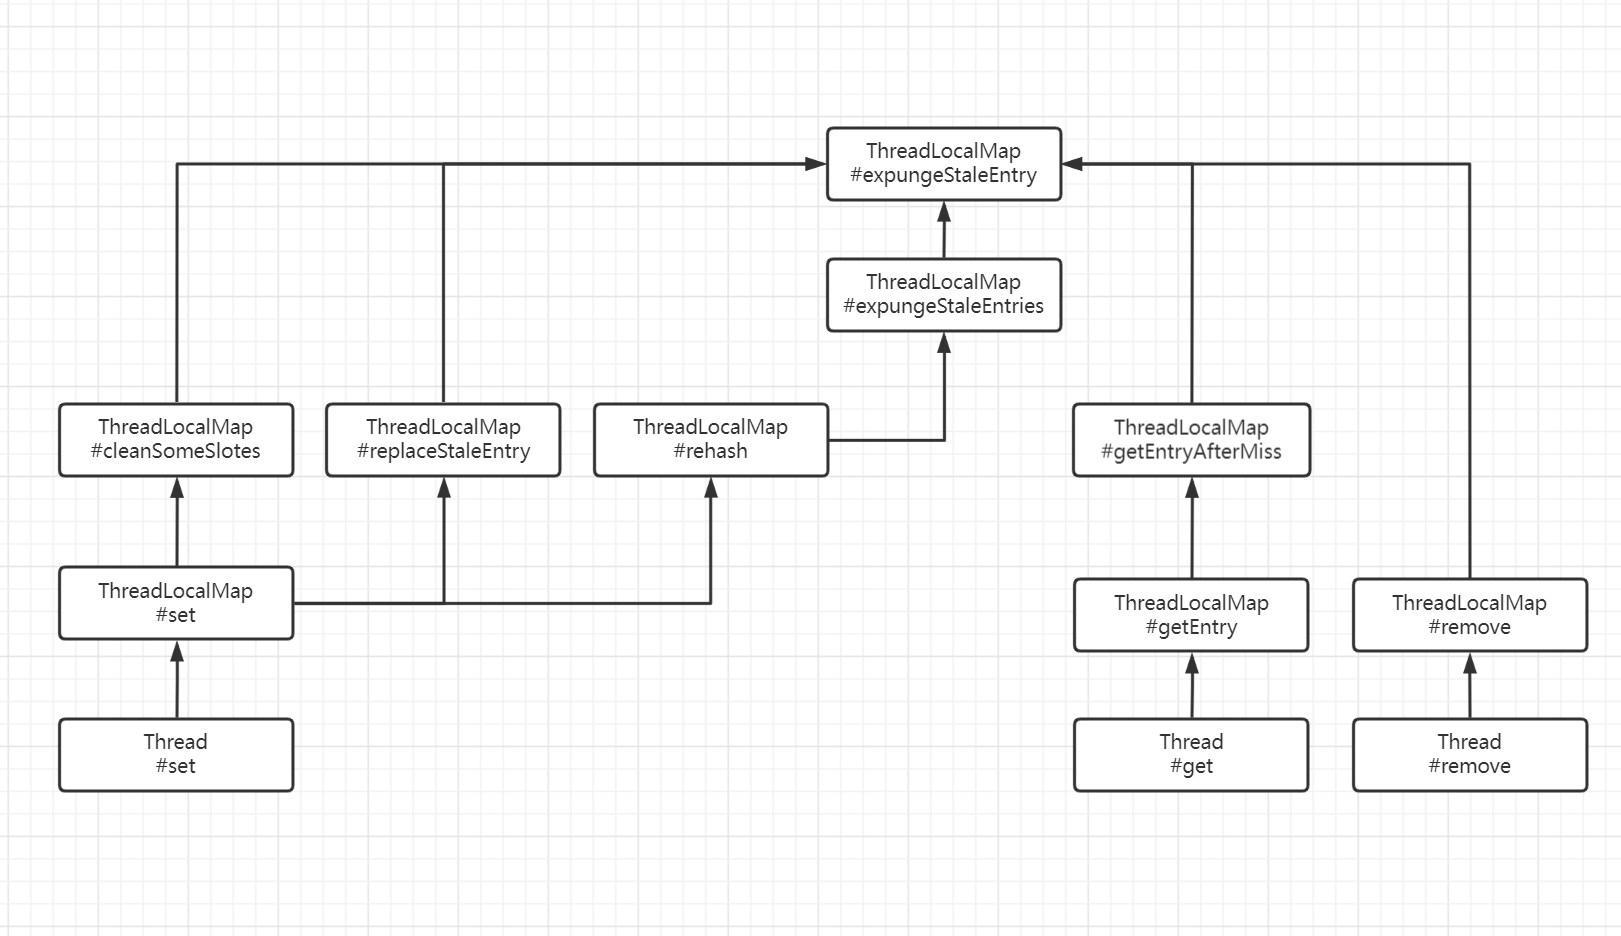 ThreadLocalMap
#expungeStaleEntry
ThreadLocalMap
#expungeStaleEntries
ThreadLocalMap
#cleanSomeSlotes
ThreadLocalMap
#replaceStaleEntry
ThreadLocalMap
#rehash
ThreadLocalMap
#getEntryAfterMiss
ThreadLocalMap
#set
ThreadLocalMap
#getEntry
ThreadLocalMap
#remove
Thread
#set
Thread
#get
Thread
#remove